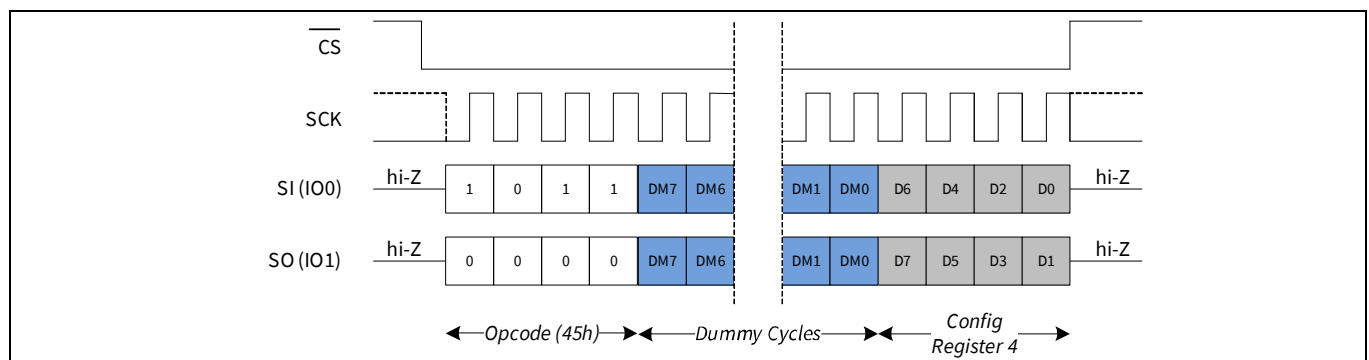 CS
SCK
SI (IO0) hi-Z 1 0 1 1 DM7 DM6 DM1 DM0 D6 D4 D2 D0 hi-Z
SO (IO1) hi-Z 0 0 0 0 DM7 DM6 DM1 DM0 D7 D5 D3 D1 hi-Z
Opcode (45h) Dummy Cycles Config
Register 4